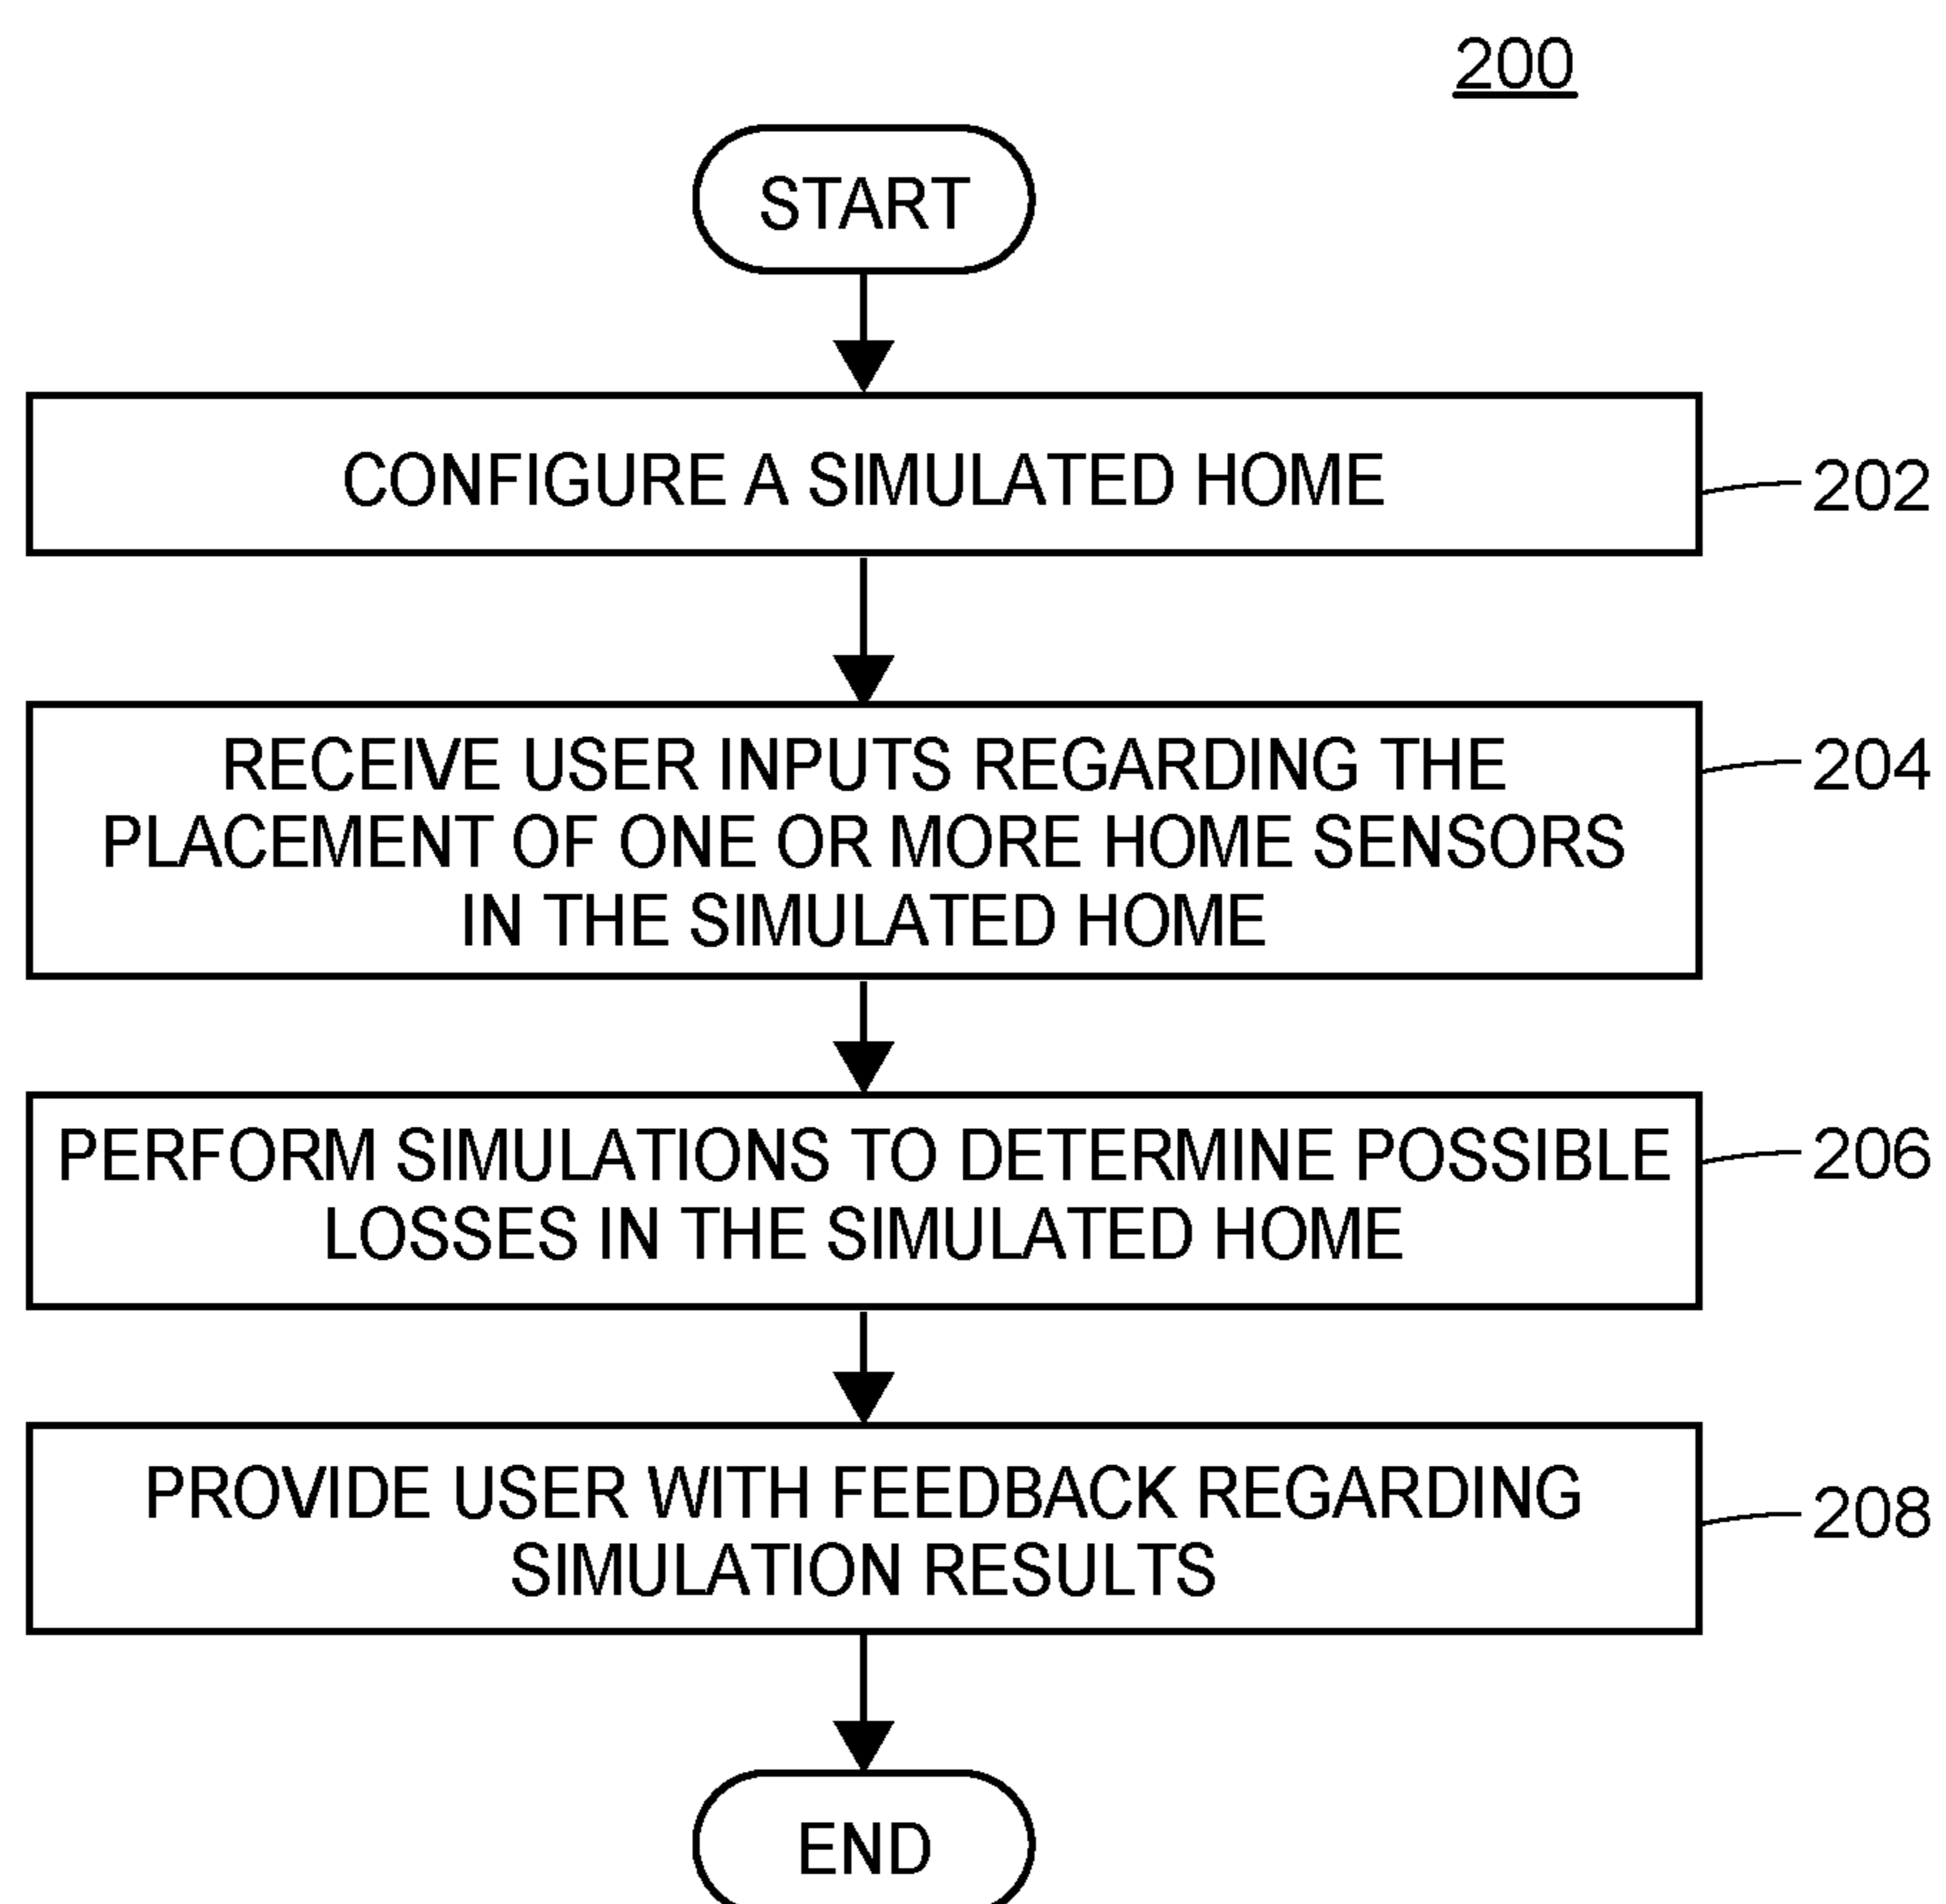 200
START
CONFIGURE A SIMULATED HOME
202
RECEIVE USER INPUTS REGARDING THE
PLACEMENT OF ONE OR MORE HOME SENSORS
IN THE SIMULATED HOME
204
PERFORM SIMULATIONS TO DETERMINE POSSIBLE
LOSSES IN THE SIMULATED HOME
206
PROVIDE USER WITH FEEDBACK REGARDING
SIMULATION RESULTS
208
END